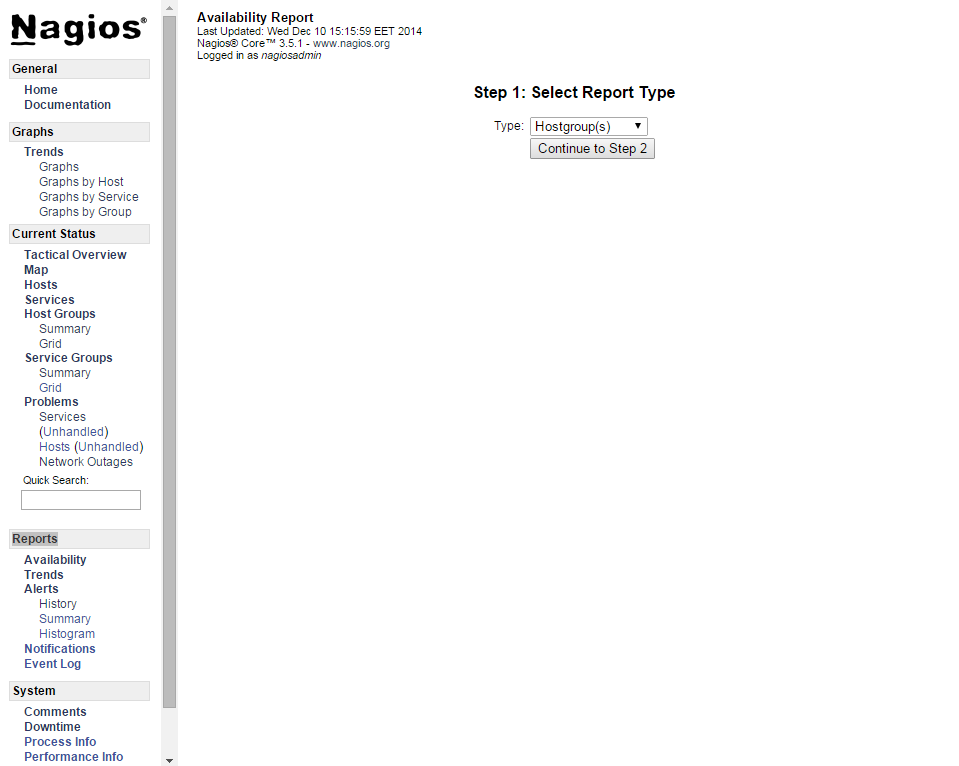 Nagios®
General
Home
Documentation
Graphs
Trends
Graphs
Graphs by Host
Graphs by Service
Graphs by Group
Current Status
Tactical Overview
Map
Hosts
Services
Host Groups
Summary
Grid
Service Groups
Summary
Grid
Problems
Services
(Unhandled)
Hosts (Unhandled)
Network Outages
Quick Search:
Reports
Availability
Trends
Alerts
History
Summary
Histogram
Notifications
Event Log
System
Comments
Downtime
Process Info
Performance Info
Availability Report
Last Updated: Wed Dec 10 15:15:59 EET 2014
Nagios® Core™ 3.5.1 - www.nagios.org
Logged in as nagiosadmin
Step 1: Select Report Type
Type: Hostgroup(s)
Continue to Step 2